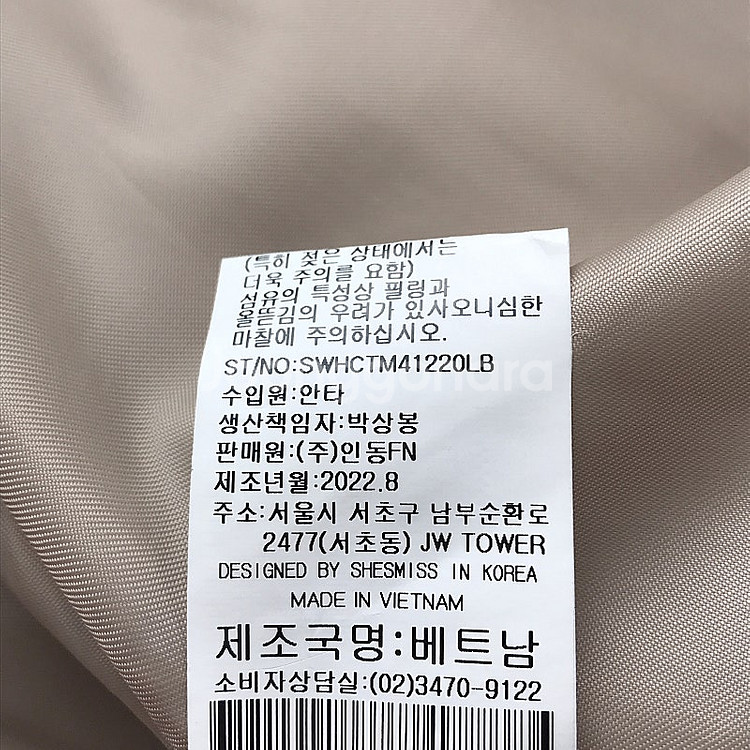 (특히 젖은 상태에서는
더욱 주의를 요함)
섬유의 특성상 필링과
올뜯김의 우려가 있사오니심한
마찰에 주의하십시오.
ST/NO:SWHCTM41220LB
수입원:안타
생산책임자:박상봉
판매원:(주)인동FN
제조년월:2022.8
주소:서울시 서초구 남부순환로
2477(서초동) JW TOWER
DESIGNED BY SHESMISS IN KOREA
MADE IN VIETNAM
제조국명:베트남
소비자상담실:(02)3470-9122